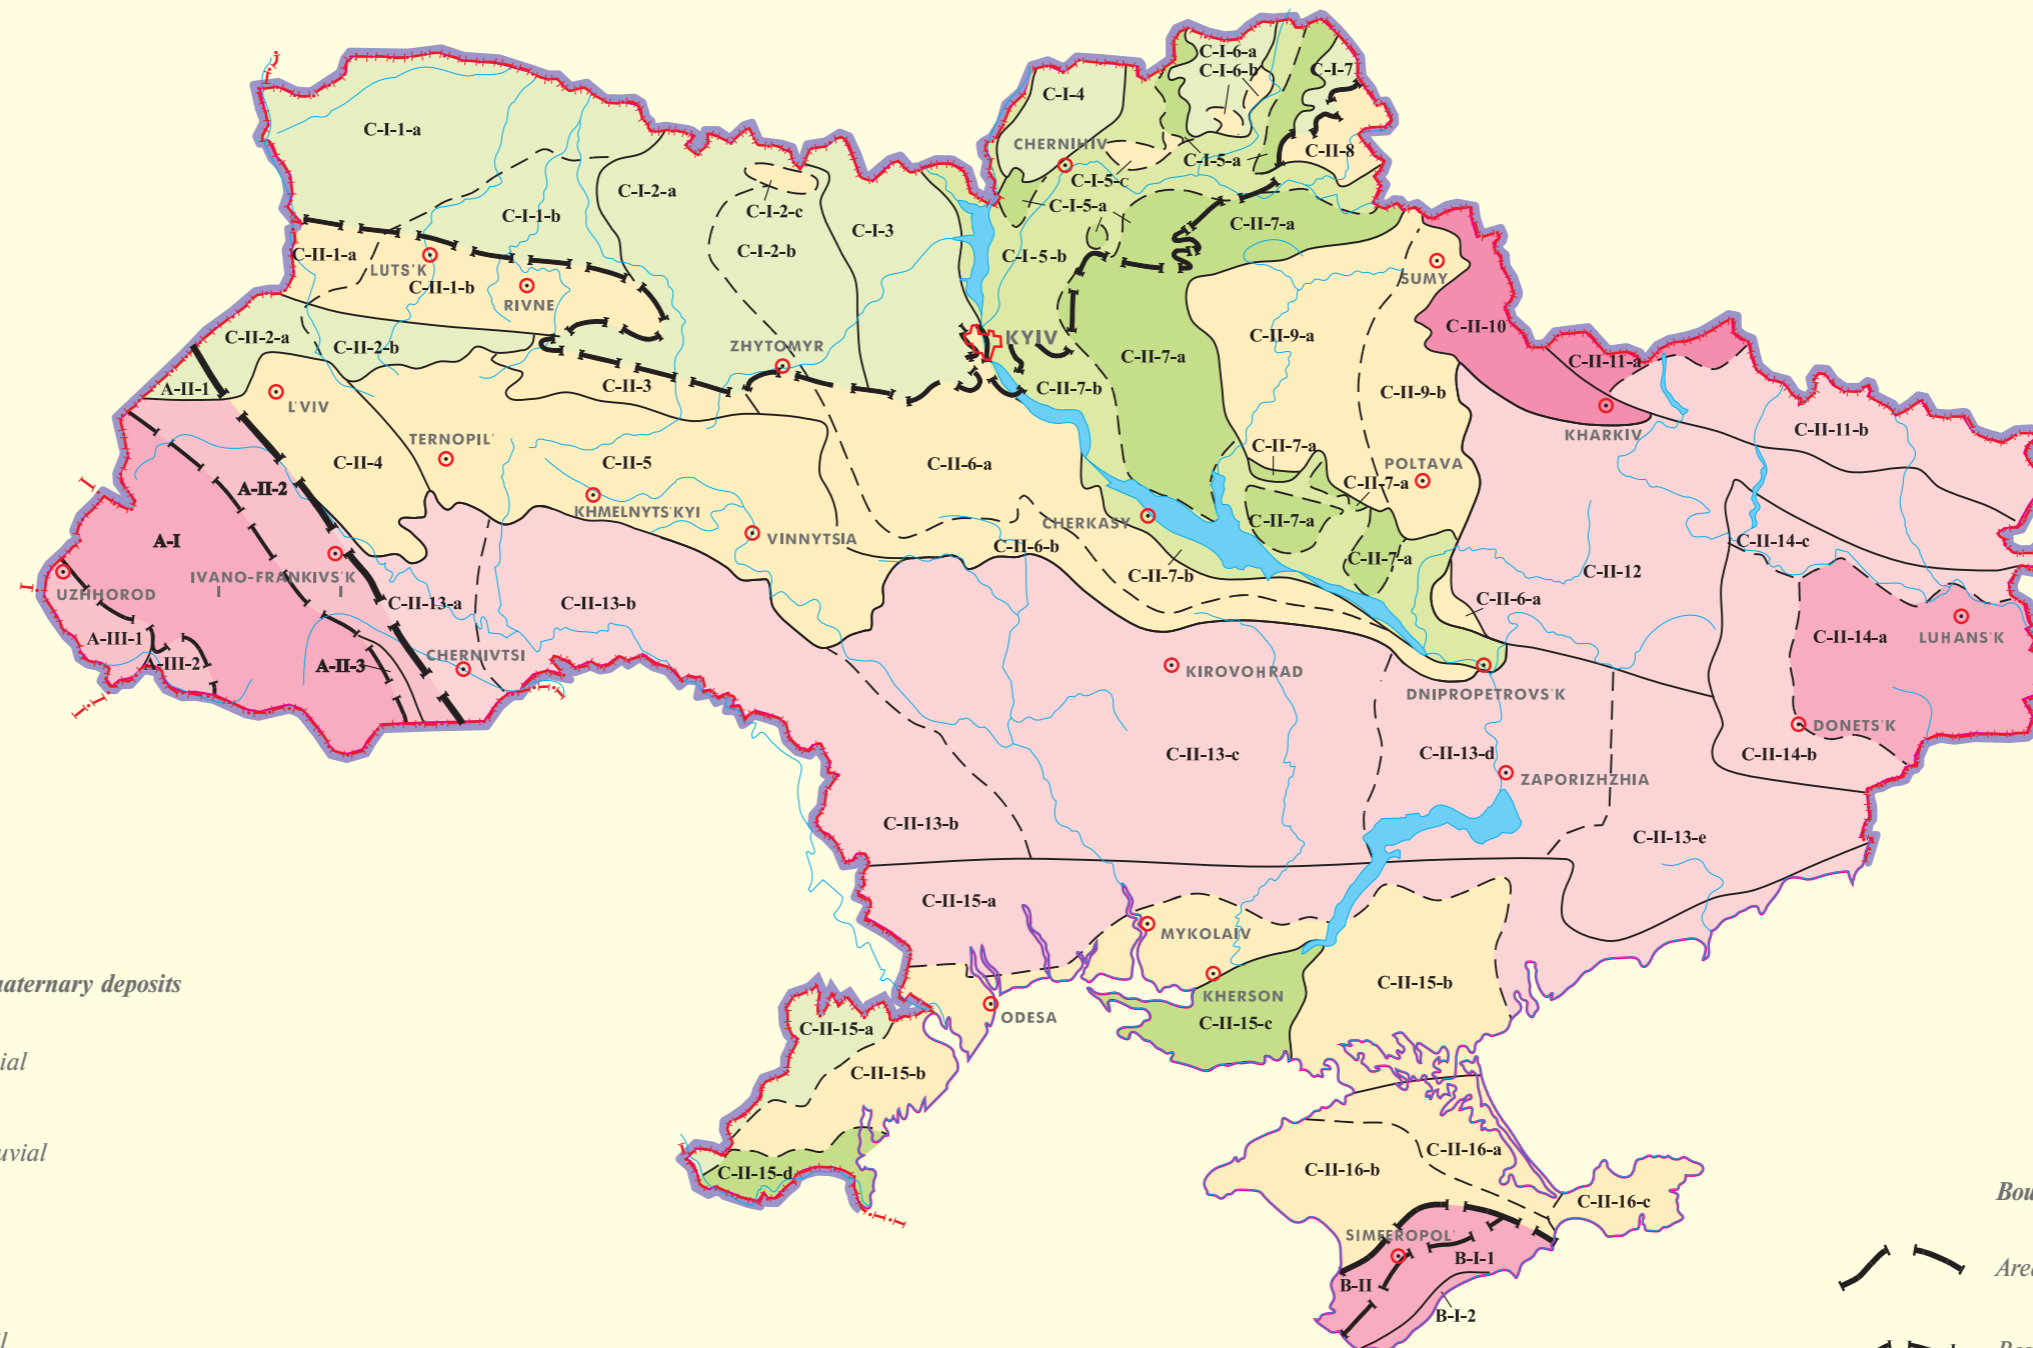 C-I-6-a
C-I-6-b
C-I-7
C-I-4
C-I-1-a
CHERNIHIV
C-II-8
C-I-5-a
C-I-5-c
C-I-2-a
C-I-5-a
C-I-2-c
C-I-1-b
C-II-7-a
C-I-3
C-I-2-b
C-II-1-a
C-I-5-b
LUTS'K
SUMY
C-II-1-b
RIVNE
C-II-10
C-II-2-a
C-II-9-a
KYIV
C-II-2-b
ZHYTOMYR
C-II-7-a
C-II-11-a
A-II-1
C-II-3
C-II-7-b
C-II-9-b
L'VIV
C-II-11-b
KHARKIV
TERNOPIL'
C-II-7-a
C-II-4
C-II-5
C-II-6-a
POLTAVA
C-II-7-a
A-II-2
KHMELNYTS'KYI
CHERKASY
C-II-7-a
VINNYTSIA
A-I
C-II-6-b
C-II-14-c
C-II-7-a
IVANO-FRANKIVS'K
C-II-7-b
C-II-12
UZHHOROD
C-II-13-a
C-II-13-b
C-II-6-a
A-III-1
C-II-14-a
LUHANS'K
CHERNIVTSI
A-III-2
A-II-3
KIROVOHRAD
DNIPROPETROVS'K
DONETS'K
C-II-13-c
C-II-13-d
C-II-14-b
ZAPORIZHZHIA
C-II-13-b
C-II-13-e
C-II-15-a
MYKOLAIV
uaternary deposits
C-II-15-b
KHERSON
ODESA
C-II-15-c
C-II-15-a
ial
C-II-15-b
uvial
C-II-16-a
C-II-16-b
C-II-15-d
Bou
C-II-16-c
SIMFEROPOL'
B-I-1
Area
B-II
B-I-2